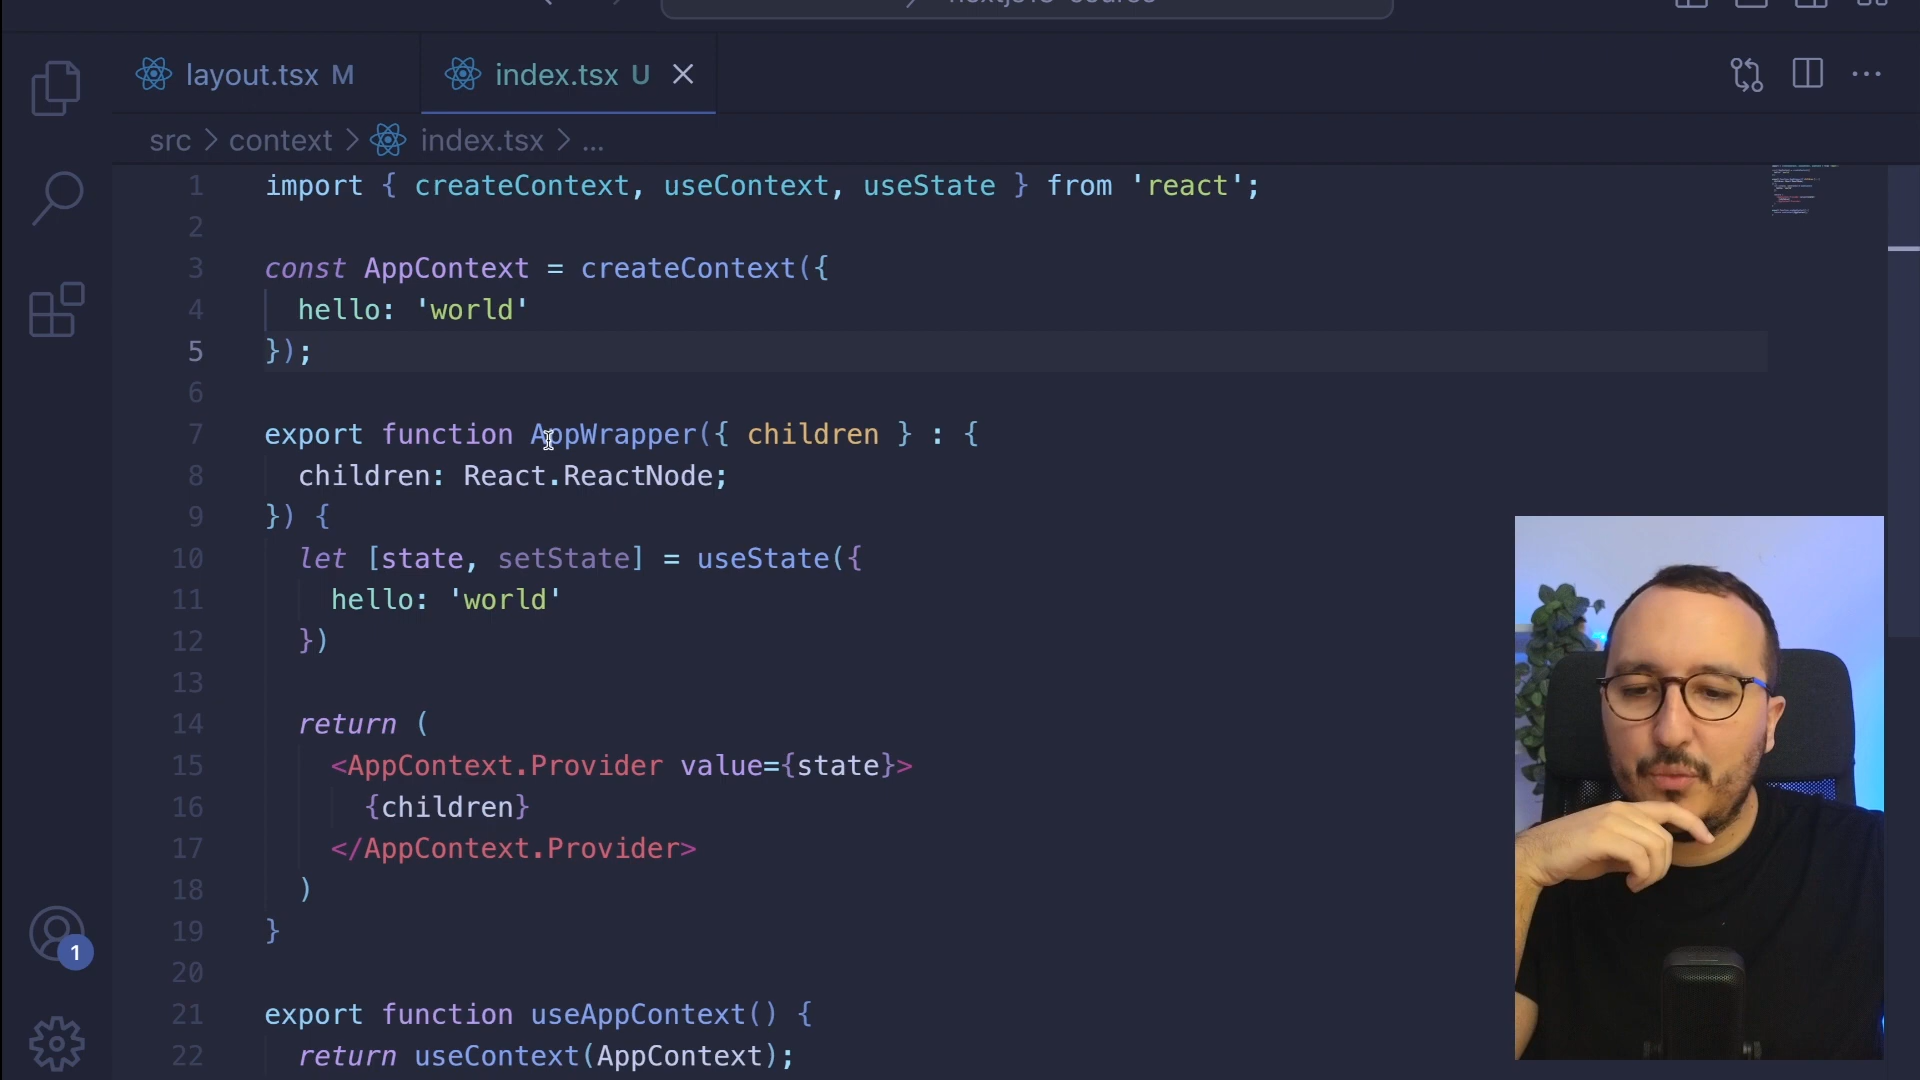 layout.tsx M
index.tsx U
src > context > index.tsx > ...
1 import { createContext, useContext, useState } from 'react';
2
3 const AppContext = createContext({
4 hello: 'world'
5 });
6
7 export function AppWrapper({ children } : {
8 children: React.ReactNode;
9 }) {
10 let [state, setState] = useState({
11 hello: 'world'
12 })
13
14 return (
15 <AppContext.Provider value={state}>
16 {children}
17 </AppContext.Provider>
18 )
19 }
20
21 export function useAppContext() {
22 return useContext(AppContext);
1